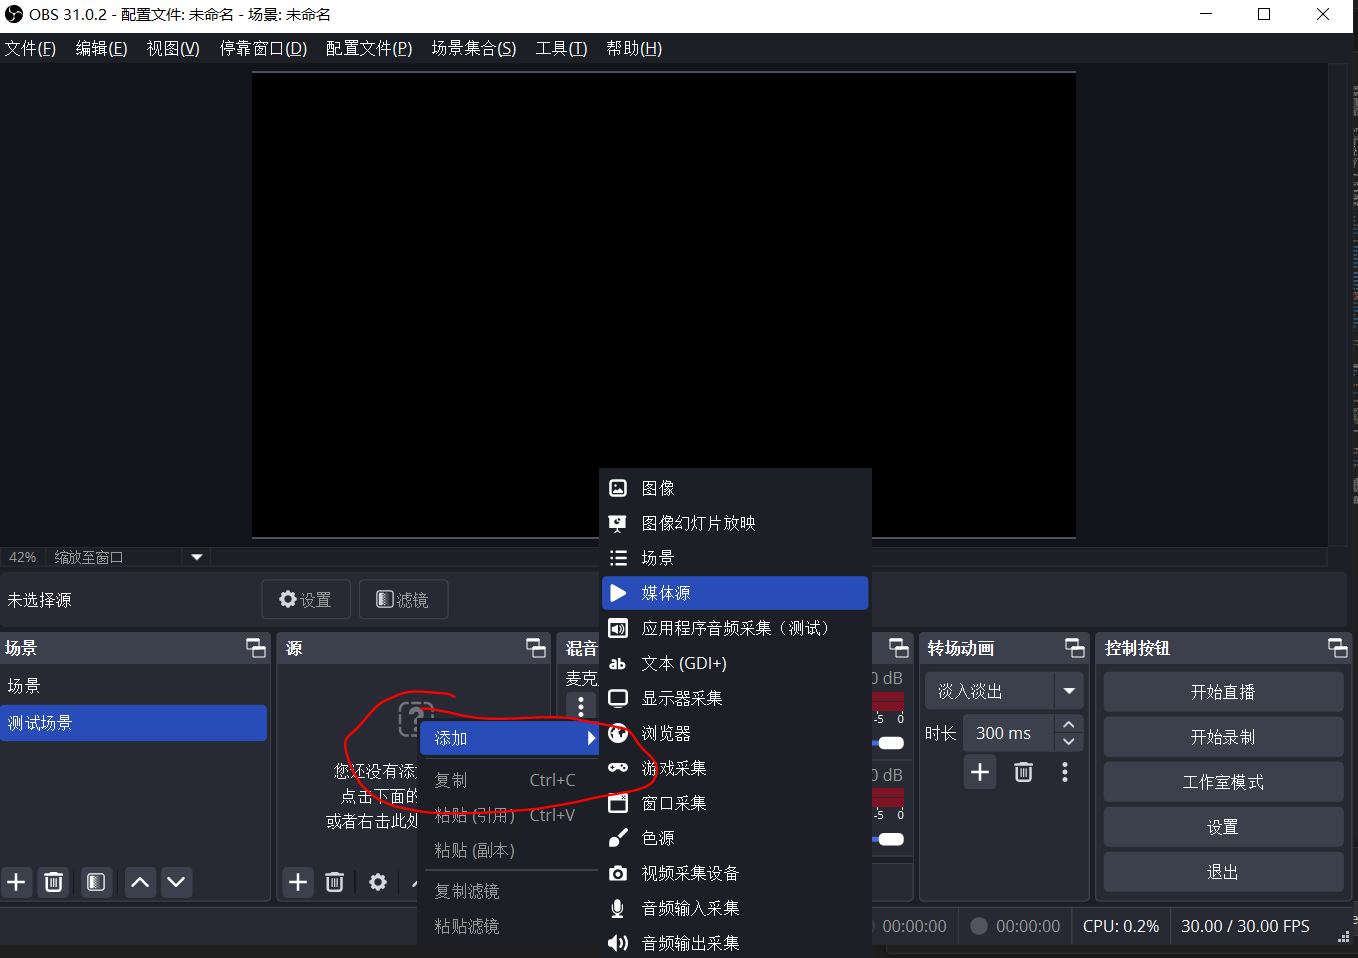 OBS 31.0.2 - 配置文件: 未命名 - 场景: 未命名
文件(F) 编辑(E) 视图(V) 停靠窗口(D) 配置文件(P) 场景集合(S) 工具(T) 帮助(H)
42% 缩放至窗口
未选择源
设置
滤镜
场景
场景
测试场景
源
您还没有添
点击下面的
或者右击此处
添加
复制 Ctrl+C
粘贴 (引用) Ctrl+V
粘贴 (副本)
复制滤镜
粘贴滤镜
图像
图像幻灯片放映
场景
媒体源
应用程序音频采集（测试）
文本 (GDI+)
显示器采集
浏览器
游戏采集
窗口采集
色源
视频采集设备
音频输入采集
音频输出采集
混音
麦克
0 dB
-5 0
0 dB
-5 0
转场动画
淡入淡出
时长 300 ms
控制按钮
开始直播
开始录制
工作室模式
设置
退出
00:00:00 00:00:00 CPU: 0.2% 30.00 / 30.00 FPS